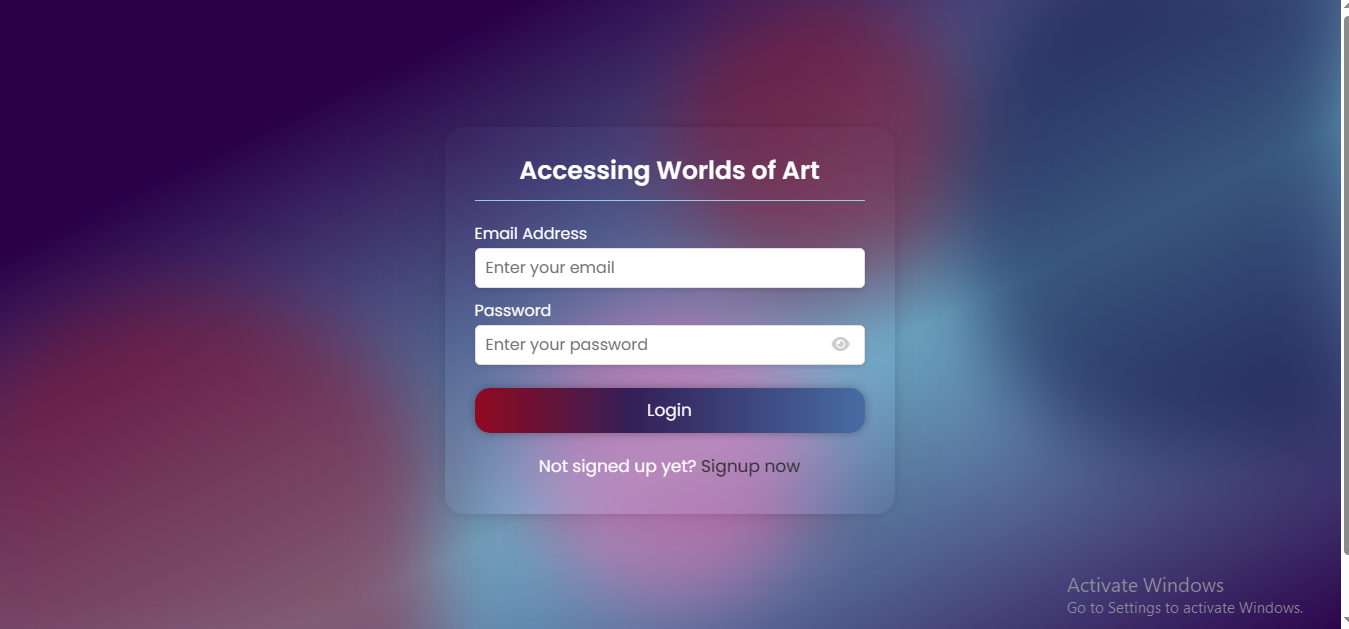 Accessing Worlds of Art
Email Address
Enter your email
Password
Enter your password
Login
Not signed up yet? Signup now
Activate Windows
Go to Settings to activate Windows.